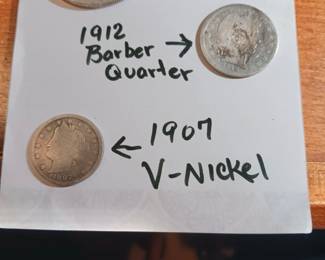 1912
Barber →
Quarter
← 1907
V-Nickel